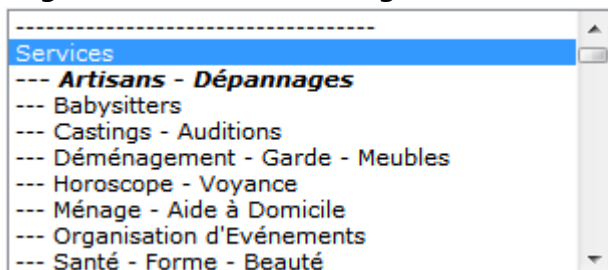 -----------------------------------
Services
--- Artisans - Dépannages
--- Babysitters
--- Castings - Auditions
--- Déménagement - Garde - Meubles
--- Horoscope - Voyance
--- Ménage - Aide à Domicile
--- Organisation d'Evénements
--- Santé - Forme - Beauté